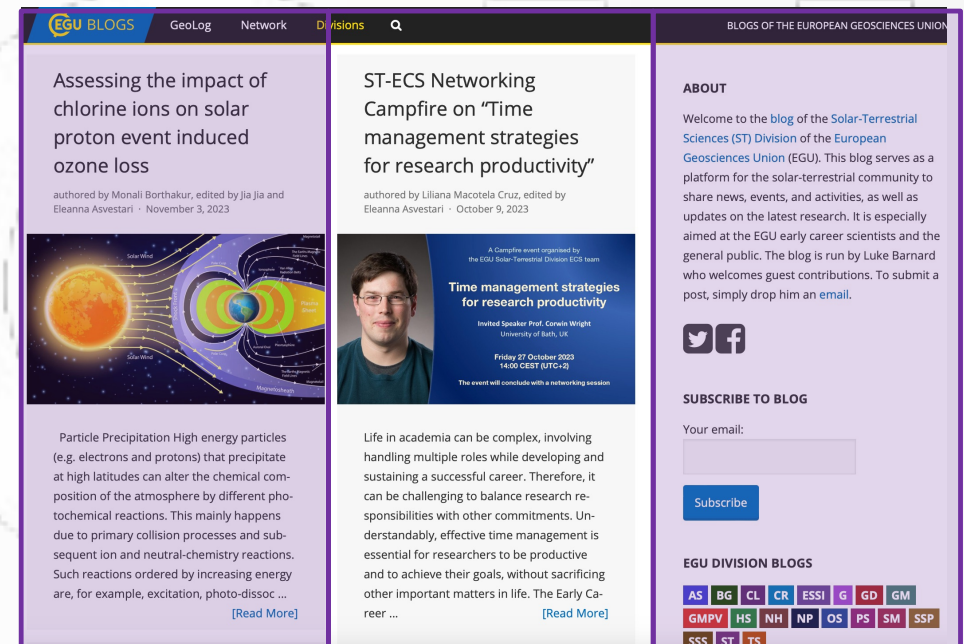 EGU BLOGS GeoLog Network Divisions BLOGS OF THE EUROPEAN GEOSCIENCES UNION
Assessing the impact of
chlorine ions on solar
proton event induced
ozone loss
authored by Monali Borthakur, edited by Jia Jia and
Eleanna Asvestari · November 3, 2023
Solar Wind
Solar Wind
Magnetosheath
Particle Precipitation High energy particles
(e.g. electrons and protons) that precipitate
at high latitudes can alter the chemical com-
position of the atmosphere by different pho-
tochemical reactions. This mainly happens
due to primary collision processes and sub-
sequent ion and neutral-chemistry reactions.
Such reactions ordered by increasing energy
are, for example, excitation, photo-dissoc ...
[Read More]
ST-ECS Networking
Campfire on “Time
management strategies
for research productivity”
authored by Liliana Macotela Cruz, edited by
Eleanna Asvestari · October 9, 2023
A Campfire event organised by
the EGU Solar-Terrestrial Division ECS team
Time management strategies
for research productivity
Invited Speaker Prof. Corwin Wright
University of Bath, UK
Friday 27 October 2023
14:00 CEST (UTC+2)
The event will conclude with a networking session
Life in academia can be complex, involving
handling multiple roles while developing and
sustaining a successful career. Therefore, it
can be challenging to balance research re-
sponsibilities with other commitments. Un-
derstandably, effective time management is
essential for researchers to be productive
and to achieve their goals, without sacrificing
other important matters in life. The Early Ca-
reer ... [Read More]
ABOUT
Welcome to the blog of the Solar-Terrestrial
Sciences (ST) Division of the European
Geosciences Union (EGU). This blog serves as a
platform for the solar-terrestrial community to
share news, events, and activities, as well as
updates on the latest research. It is especially
aimed at the EGU early career scientists and the
general public. The blog is run by Luke Barnard
who welcomes guest contributions. To submit a
post, simply drop him an email.
SUBSCRIBE TO BLOG
Your email:
Subscribe
EGU DIVISION BLOGS
AS BG CL CR ESSI G GD GM
GMPV HS NH NP OS PS SM SSP
SSS ST TS